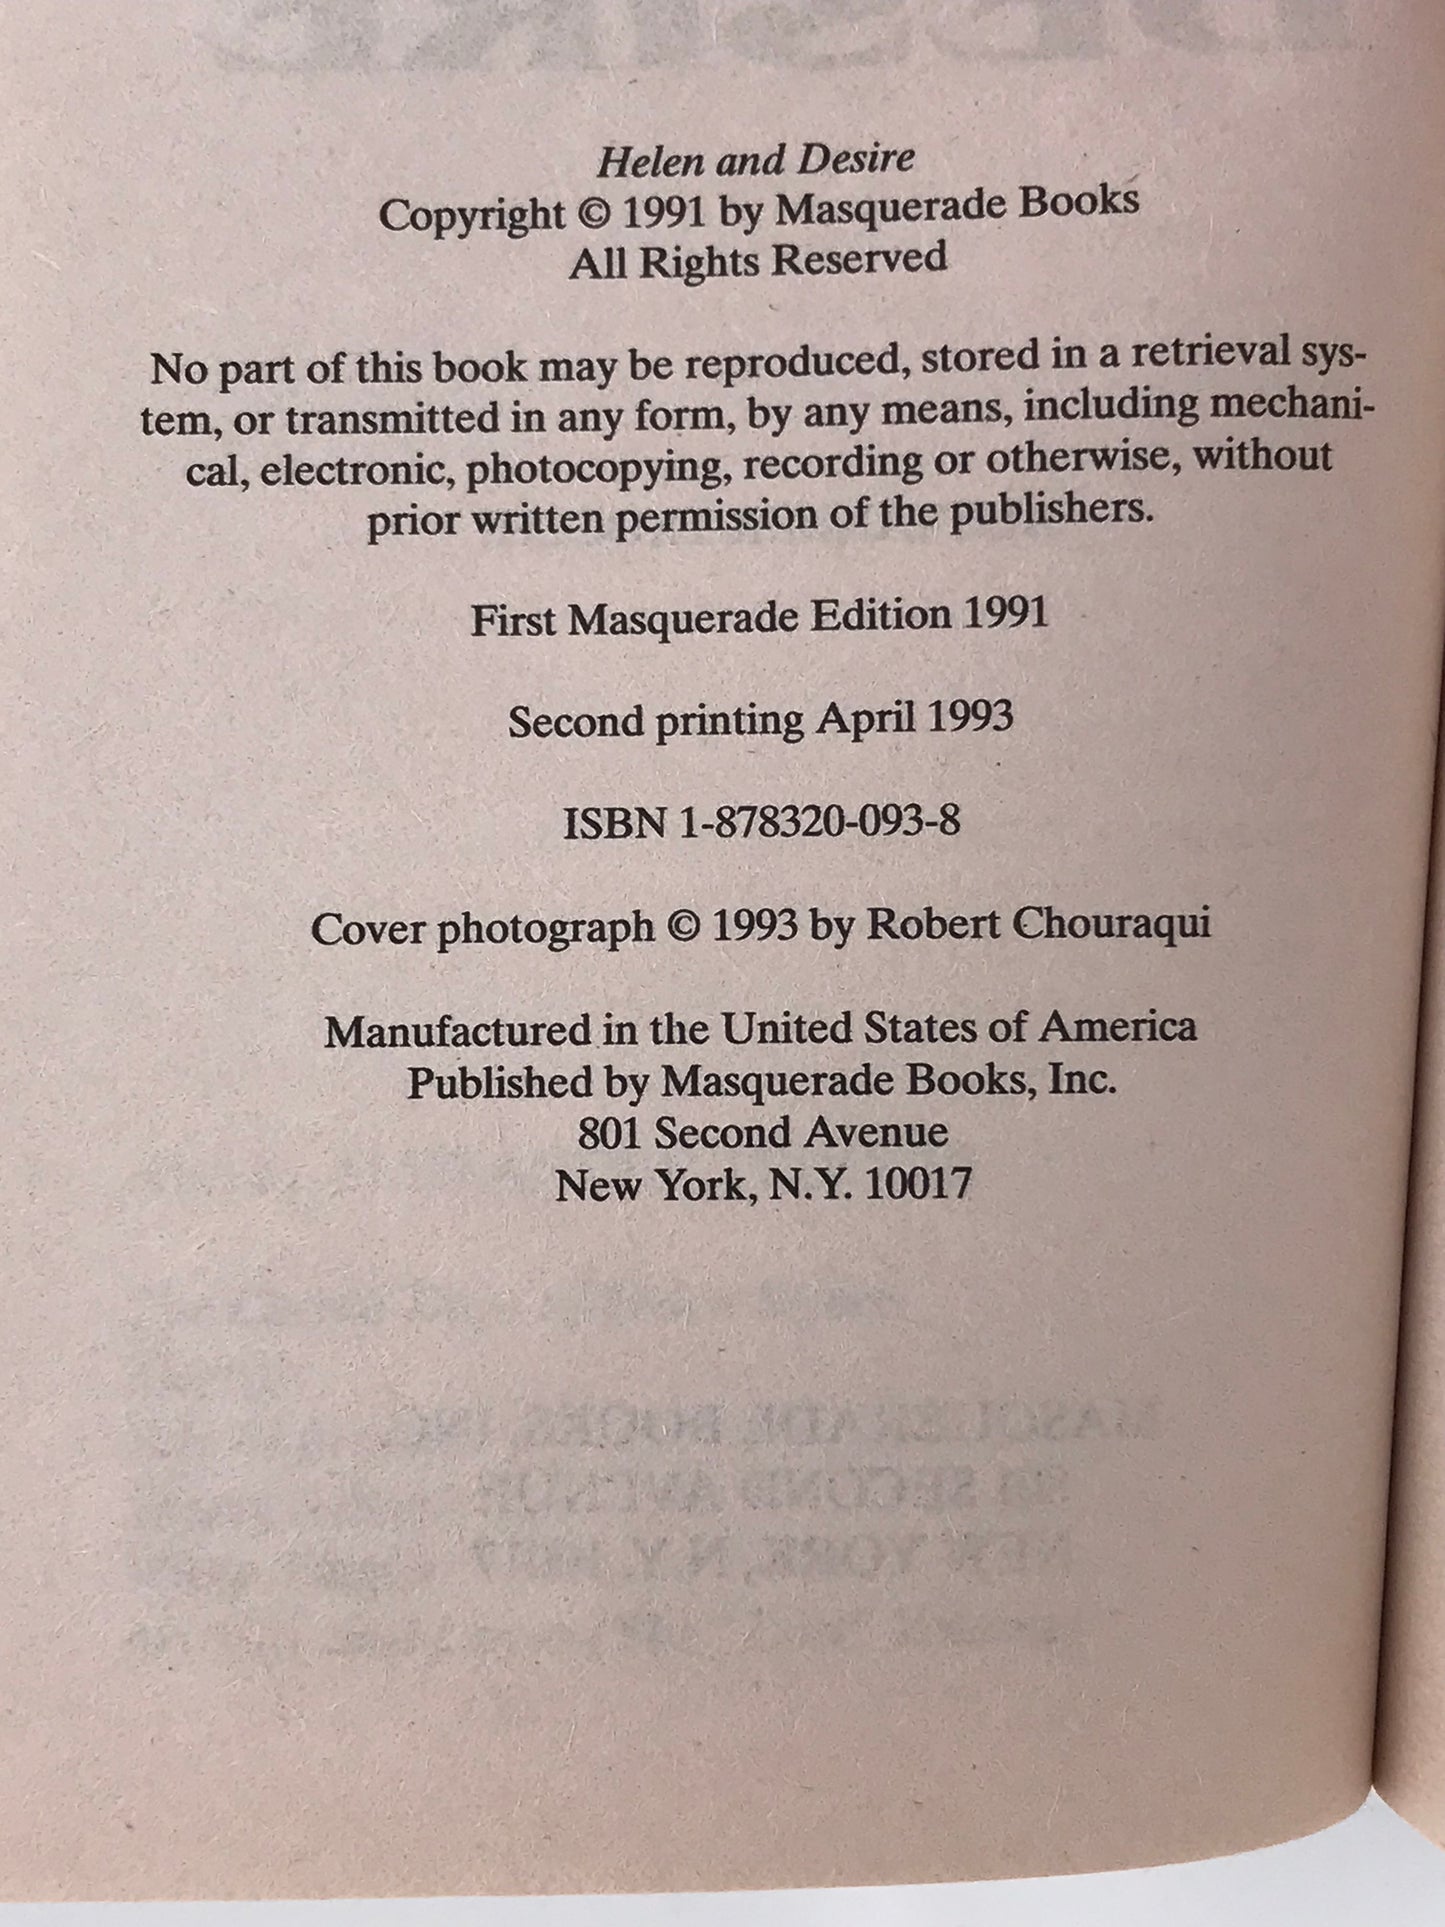 Helen and Desire
Copyright © 1991 by Masquerade Books
All Rights Reserved
No part of this book may be reproduced, stored in a retrieval sys-
tem, or transmitted in any form, by any means, including mechani-
cal, electronic, photocopying, recording or otherwise, without
prior written permission of the publishers.
First Masquerade Edition 1991
Second printing April 1993
ISBN 1-878320-093-8
Cover photograph © 1993 by Robert Chouraqui
Manufactured in the United States of America
Published by Masquerade Books, Inc.
801 Second Avenue
New York, N.Y. 10017